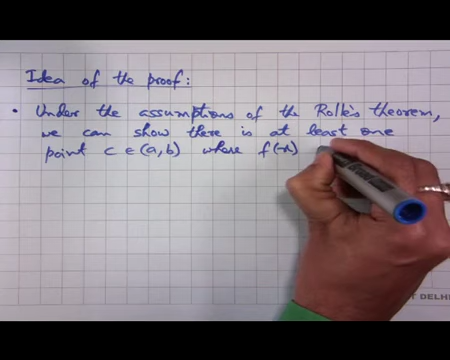 Idea of the proof:
• Under the assumptions of the Rolle's theorem,
we can show there is at least one
point c ∈ (a, b) where f(x)
DELHI